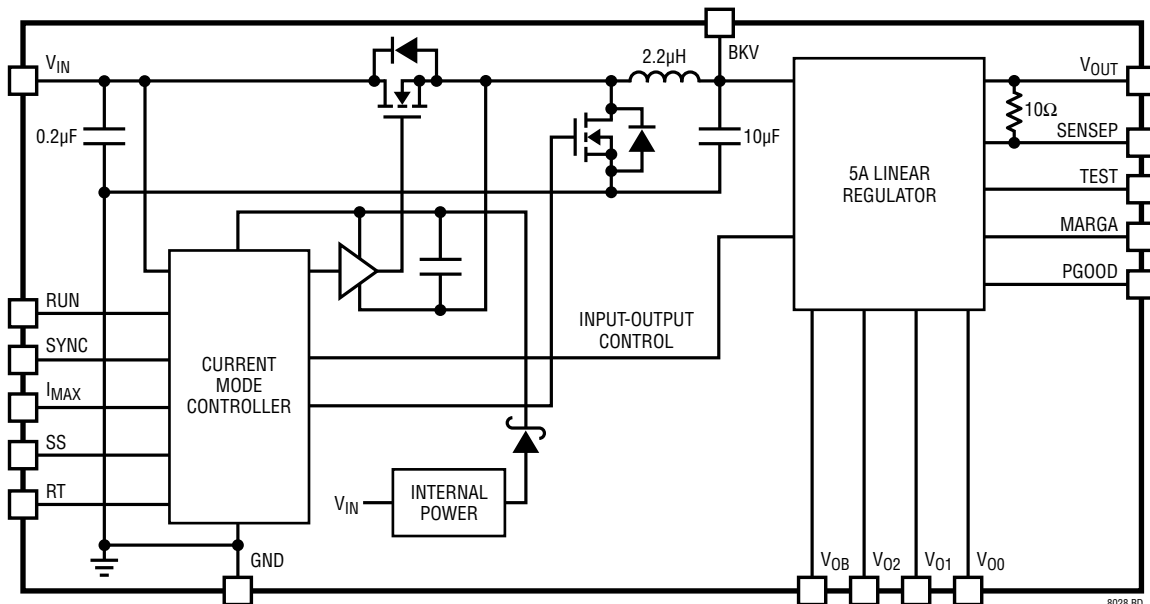 V_IN
BKV
2.2µH
V_OUT
0.2µF
10µF
10Ω
SENSEP
5A LINEAR
REGULATOR
TEST
MARGA
PGOOD
RUN
SYNC
I_MAX
SS
RT
CURRENT
MODE
CONTROLLER
INPUT-OUTPUT
CONTROL
V_IN
INTERNAL
POWER
GND
V_OB
V_O2
V_O1
V_O0
8028 BD